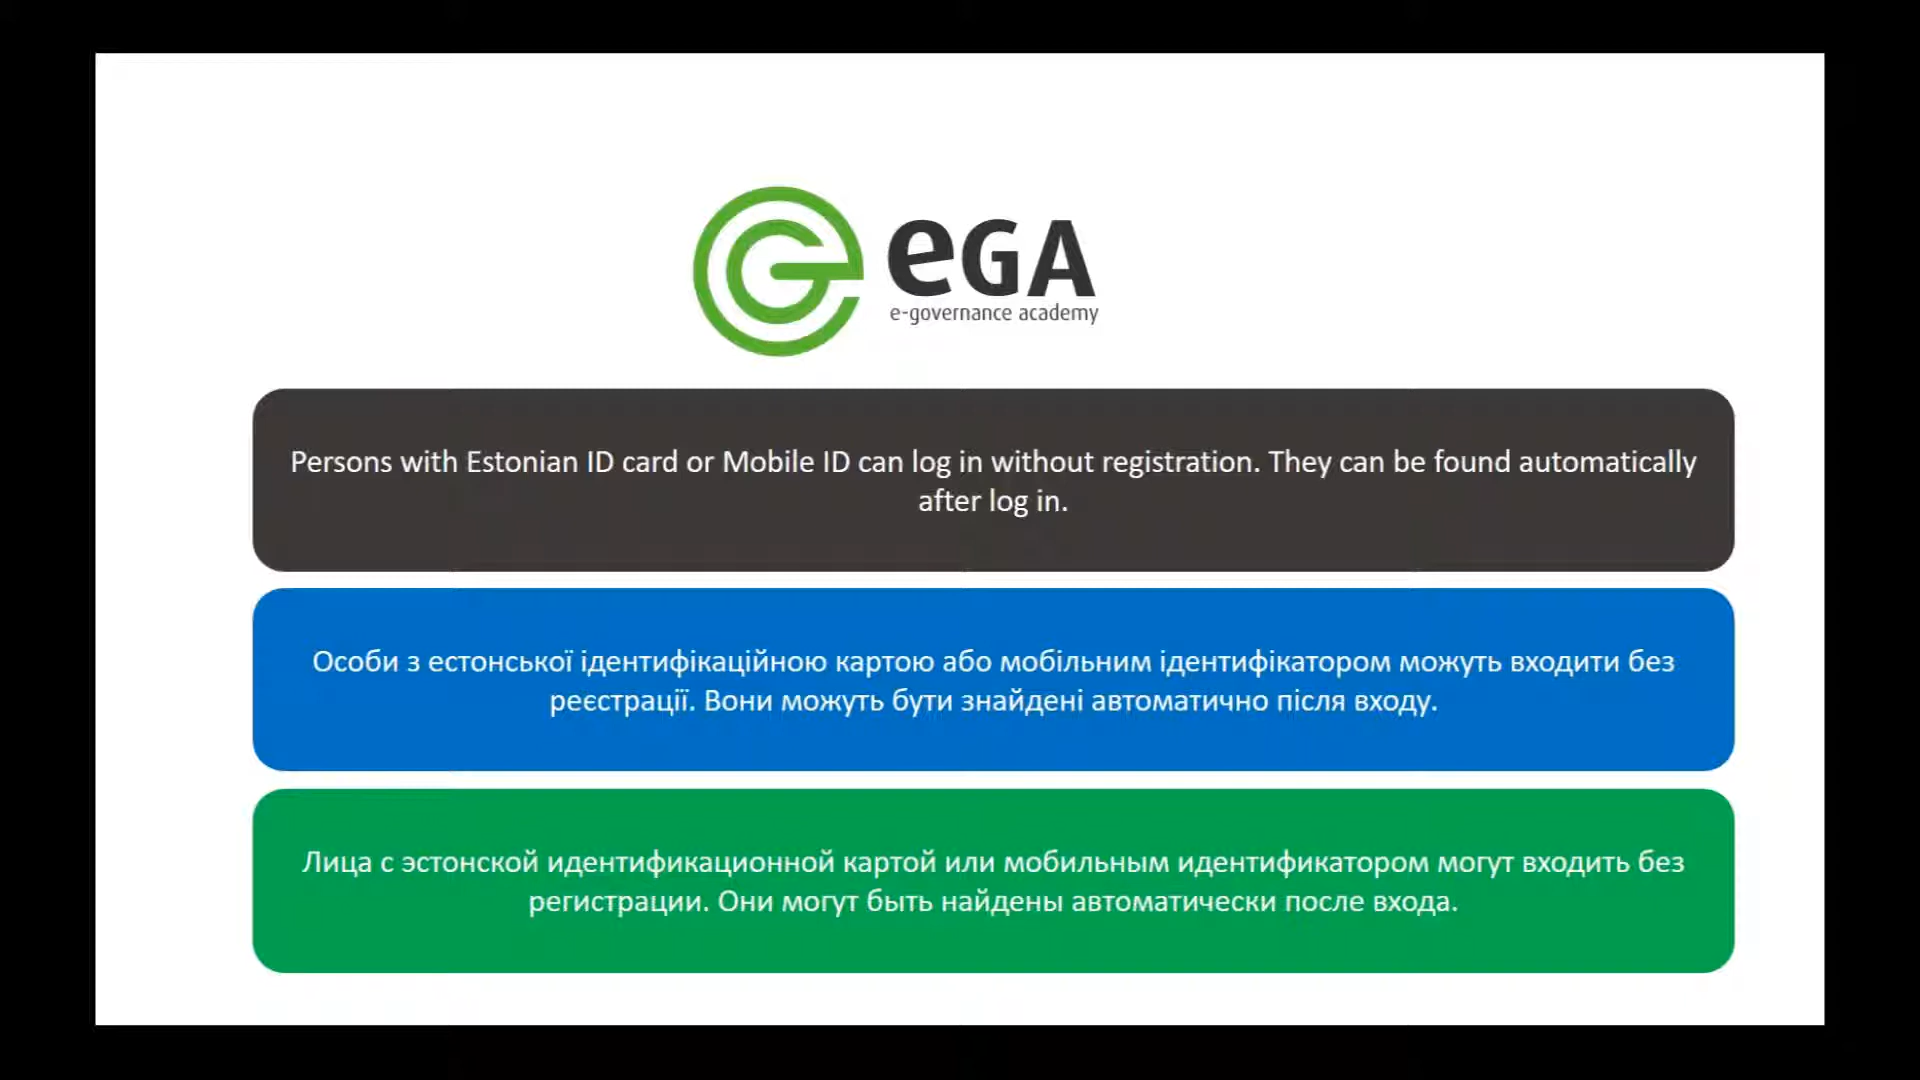 eGA
e-governance academy
Persons with Estonian ID card or Mobile ID can log in without registration. They can be found automatically
after log in.
Особи з естонської ідентифікаційною картою або мобільним ідентифікатором можуть входити без
реєстрації. Вони можуть бути знайдені автоматично після входу.
Лица с эстонской идентификационной картой или мобильным идентификатором могут входить без
регистрации. Они могут быть найдены автоматически после входа.